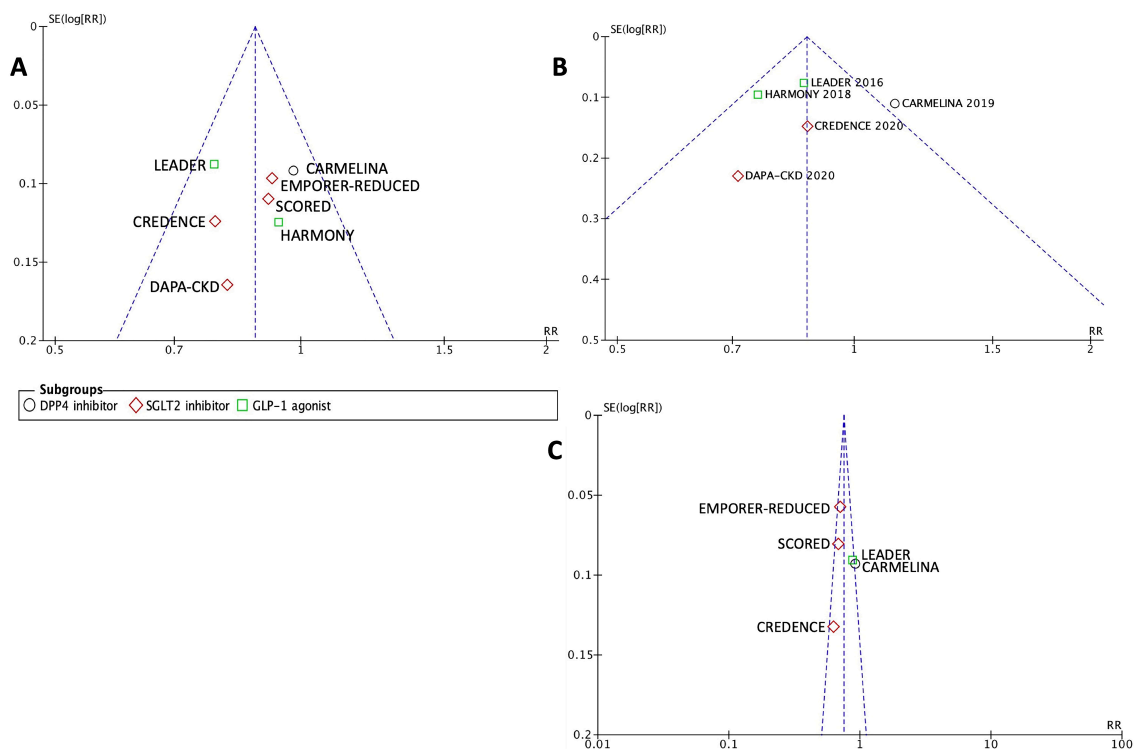 A
SE(log[RR])
0
0.05
0.1
0.15
0.2
LEADER
CARMELINA
EMPORER-REDUCED
SCORED
CREDENCE
HARMONY
DAPA-CKD
RR
0.5 0.7 1 1.5 2
Subgroups
DPP4 inhibitor SGLT2 inhibitor GLP-1 agonist
B
SE(log[RR])
0
0.1
0.2
0.3
0.4
0.5
LEADER 2016
HARMONY 2018
CARMELINA 2019
CREDENCE 2020
DAPA-CKD 2020
RR
0.5 0.7 1 1.5 2
C
SE(log[RR])
0
0.05
0.1
0.15
0.2
EMPORER-REDUCED
SCORED
LEADER
CARMELINA
CREDENCE
RR
0.01 0.1 1 10 100